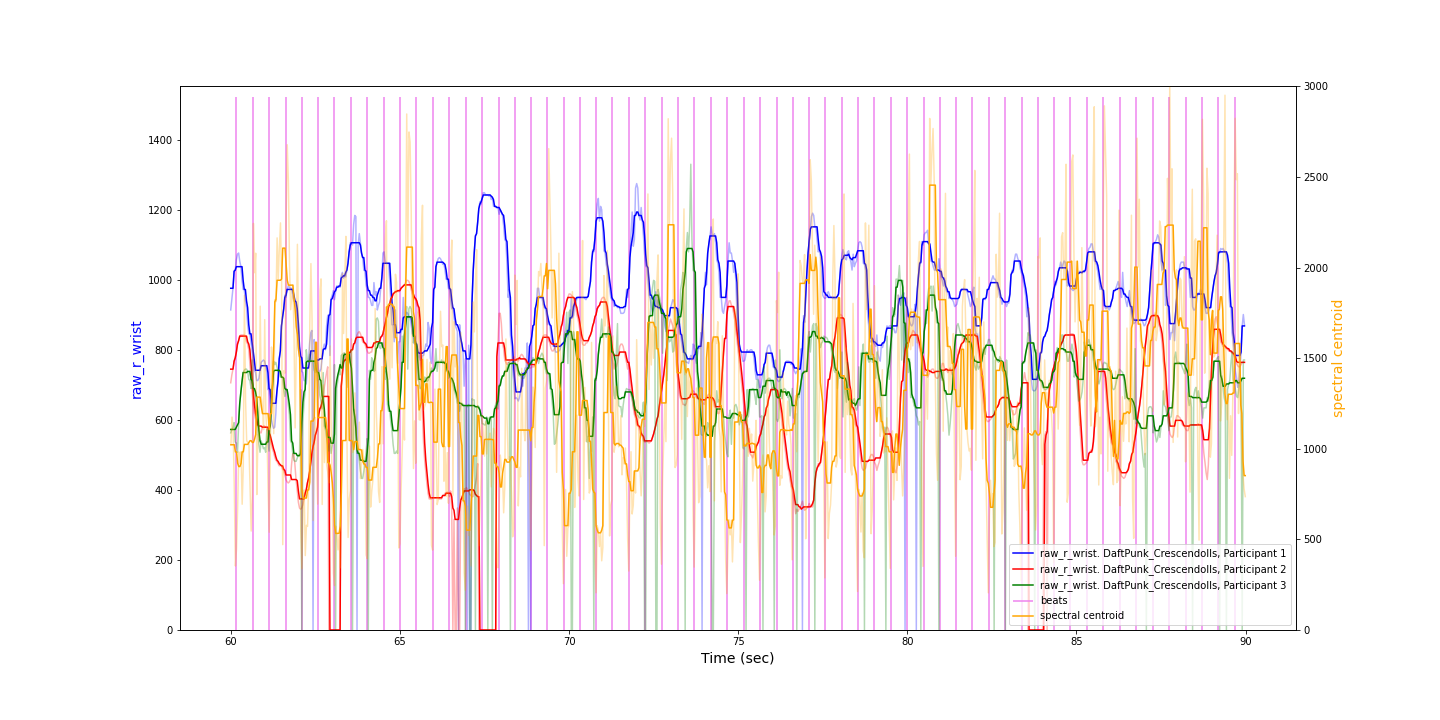 3000
1400
2500
1200
2000
1000
800
1500
600
1000
400
500
200
0
0
raw_r_wrist
spectral centroid
raw_r_wrist. DaftPunk_Crescendolls, Participant 1
raw_r_wrist. DaftPunk_Crescendolls, Participant 2
raw_r_wrist. DaftPunk_Crescendolls, Participant 3
beats
spectral centroid
60 65 70 75 80 85 90
Time (sec)